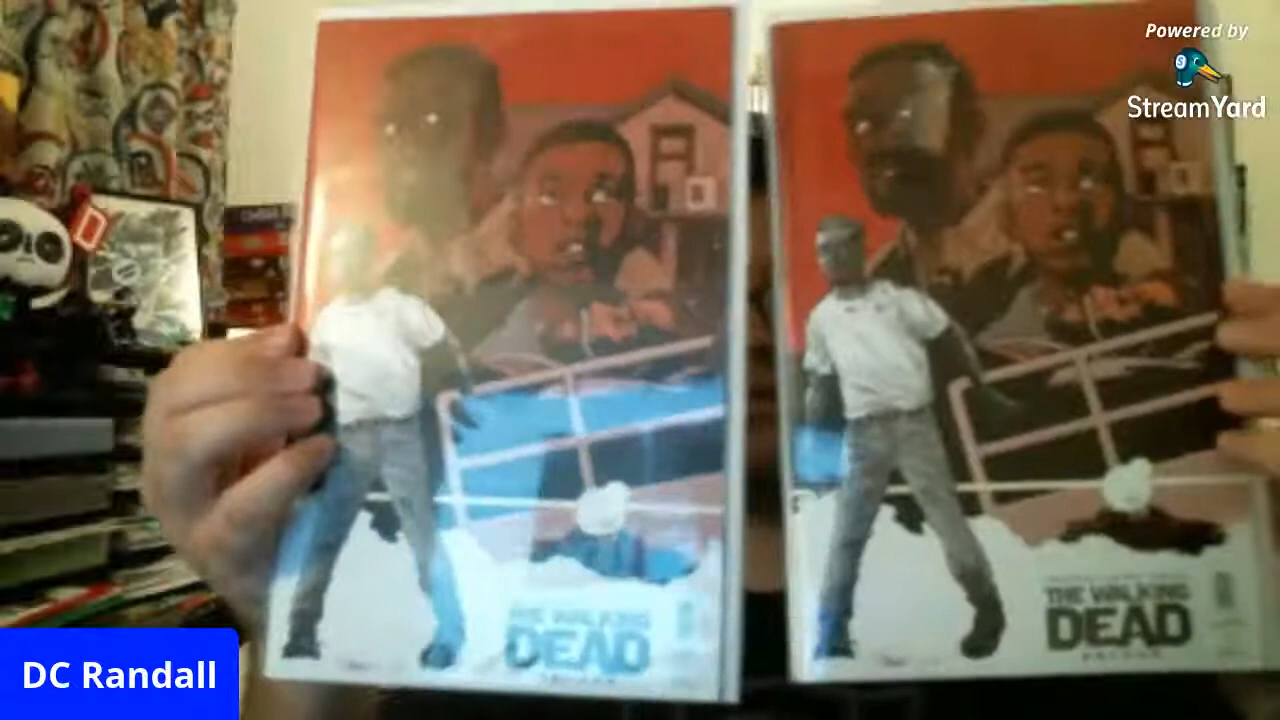 Powered by
StreamYard
THE WALKING
DEAD
THE WALKING
DEAD
DC Randall